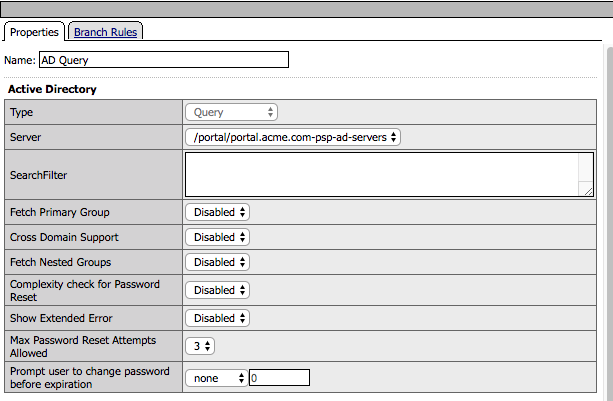 Properties Branch Rules
Name: AD Query
Active Directory
Type Query
Server /portal/portal.acme.com-psp-ad-servers
SearchFilter
Fetch Primary Group Disabled
Cross Domain Support Disabled
Fetch Nested Groups Disabled
Complexity check for Password
Reset Disabled
Show Extended Error Disabled
Max Password Reset Attempts
Allowed 3
Prompt user to change password
before expiration none 0